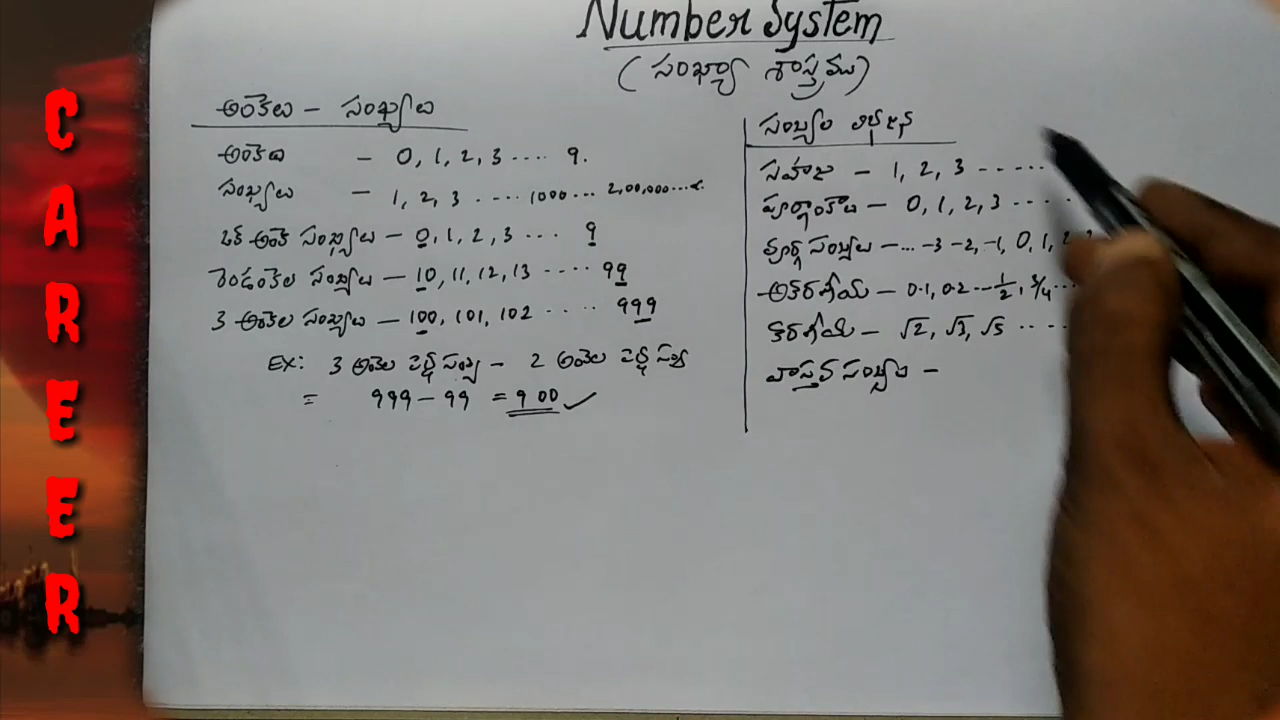 CAREER
Number System
(సంఖ్యా శాస్త్రము)
అంకెలు - సంఖ్యలు
అంకెలు - 0, 1, 2, 3 .... 9.
సంఖ్యలు - 1, 2, 3 ..... 1000 ... 2,00,000 ...
ఒక అంకె సంఖ్యలు - 0, 1, 2, 3 ... 9
రెండంకెల సంఖ్యలు - 10, 11, 12, 13 ..... 99
3 అంకెల సంఖ్యలు - 100, 101, 102 ..... 999
EX: 3 అంకెల పెద్ద సంఖ్య - 2 అంకెల పెద్ద సంఖ్య
= 999 - 99 = 900 ✓
సంఖ్యల విభజన
సహజ - 1, 2, 3 ------
పూర్ణాంకాలు - 0, 1, 2, 3 ....
పూర్ణ సంఖ్యలు - ... -3 -2, -1, 0, 1, 2
అకరణీయ - 0.1, 0.2 -- 1/2, 3/4 ...
కరణీయ - √2, √3, √5 ....
వాస్తవ సంఖ్యలు -